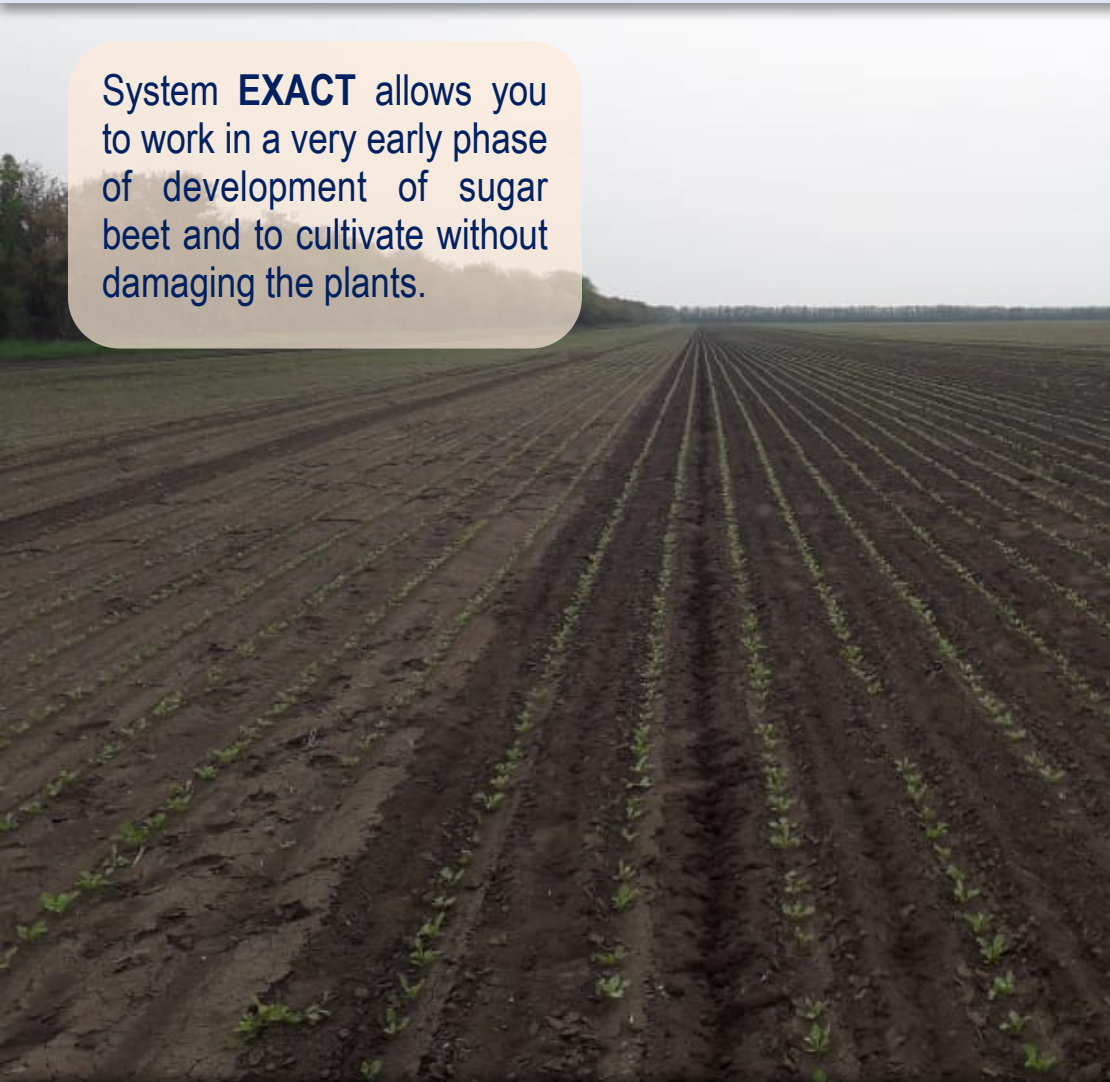 System EXACT allows you
to work in a very early phase
of development of sugar
beet and to cultivate without
damaging the plants.